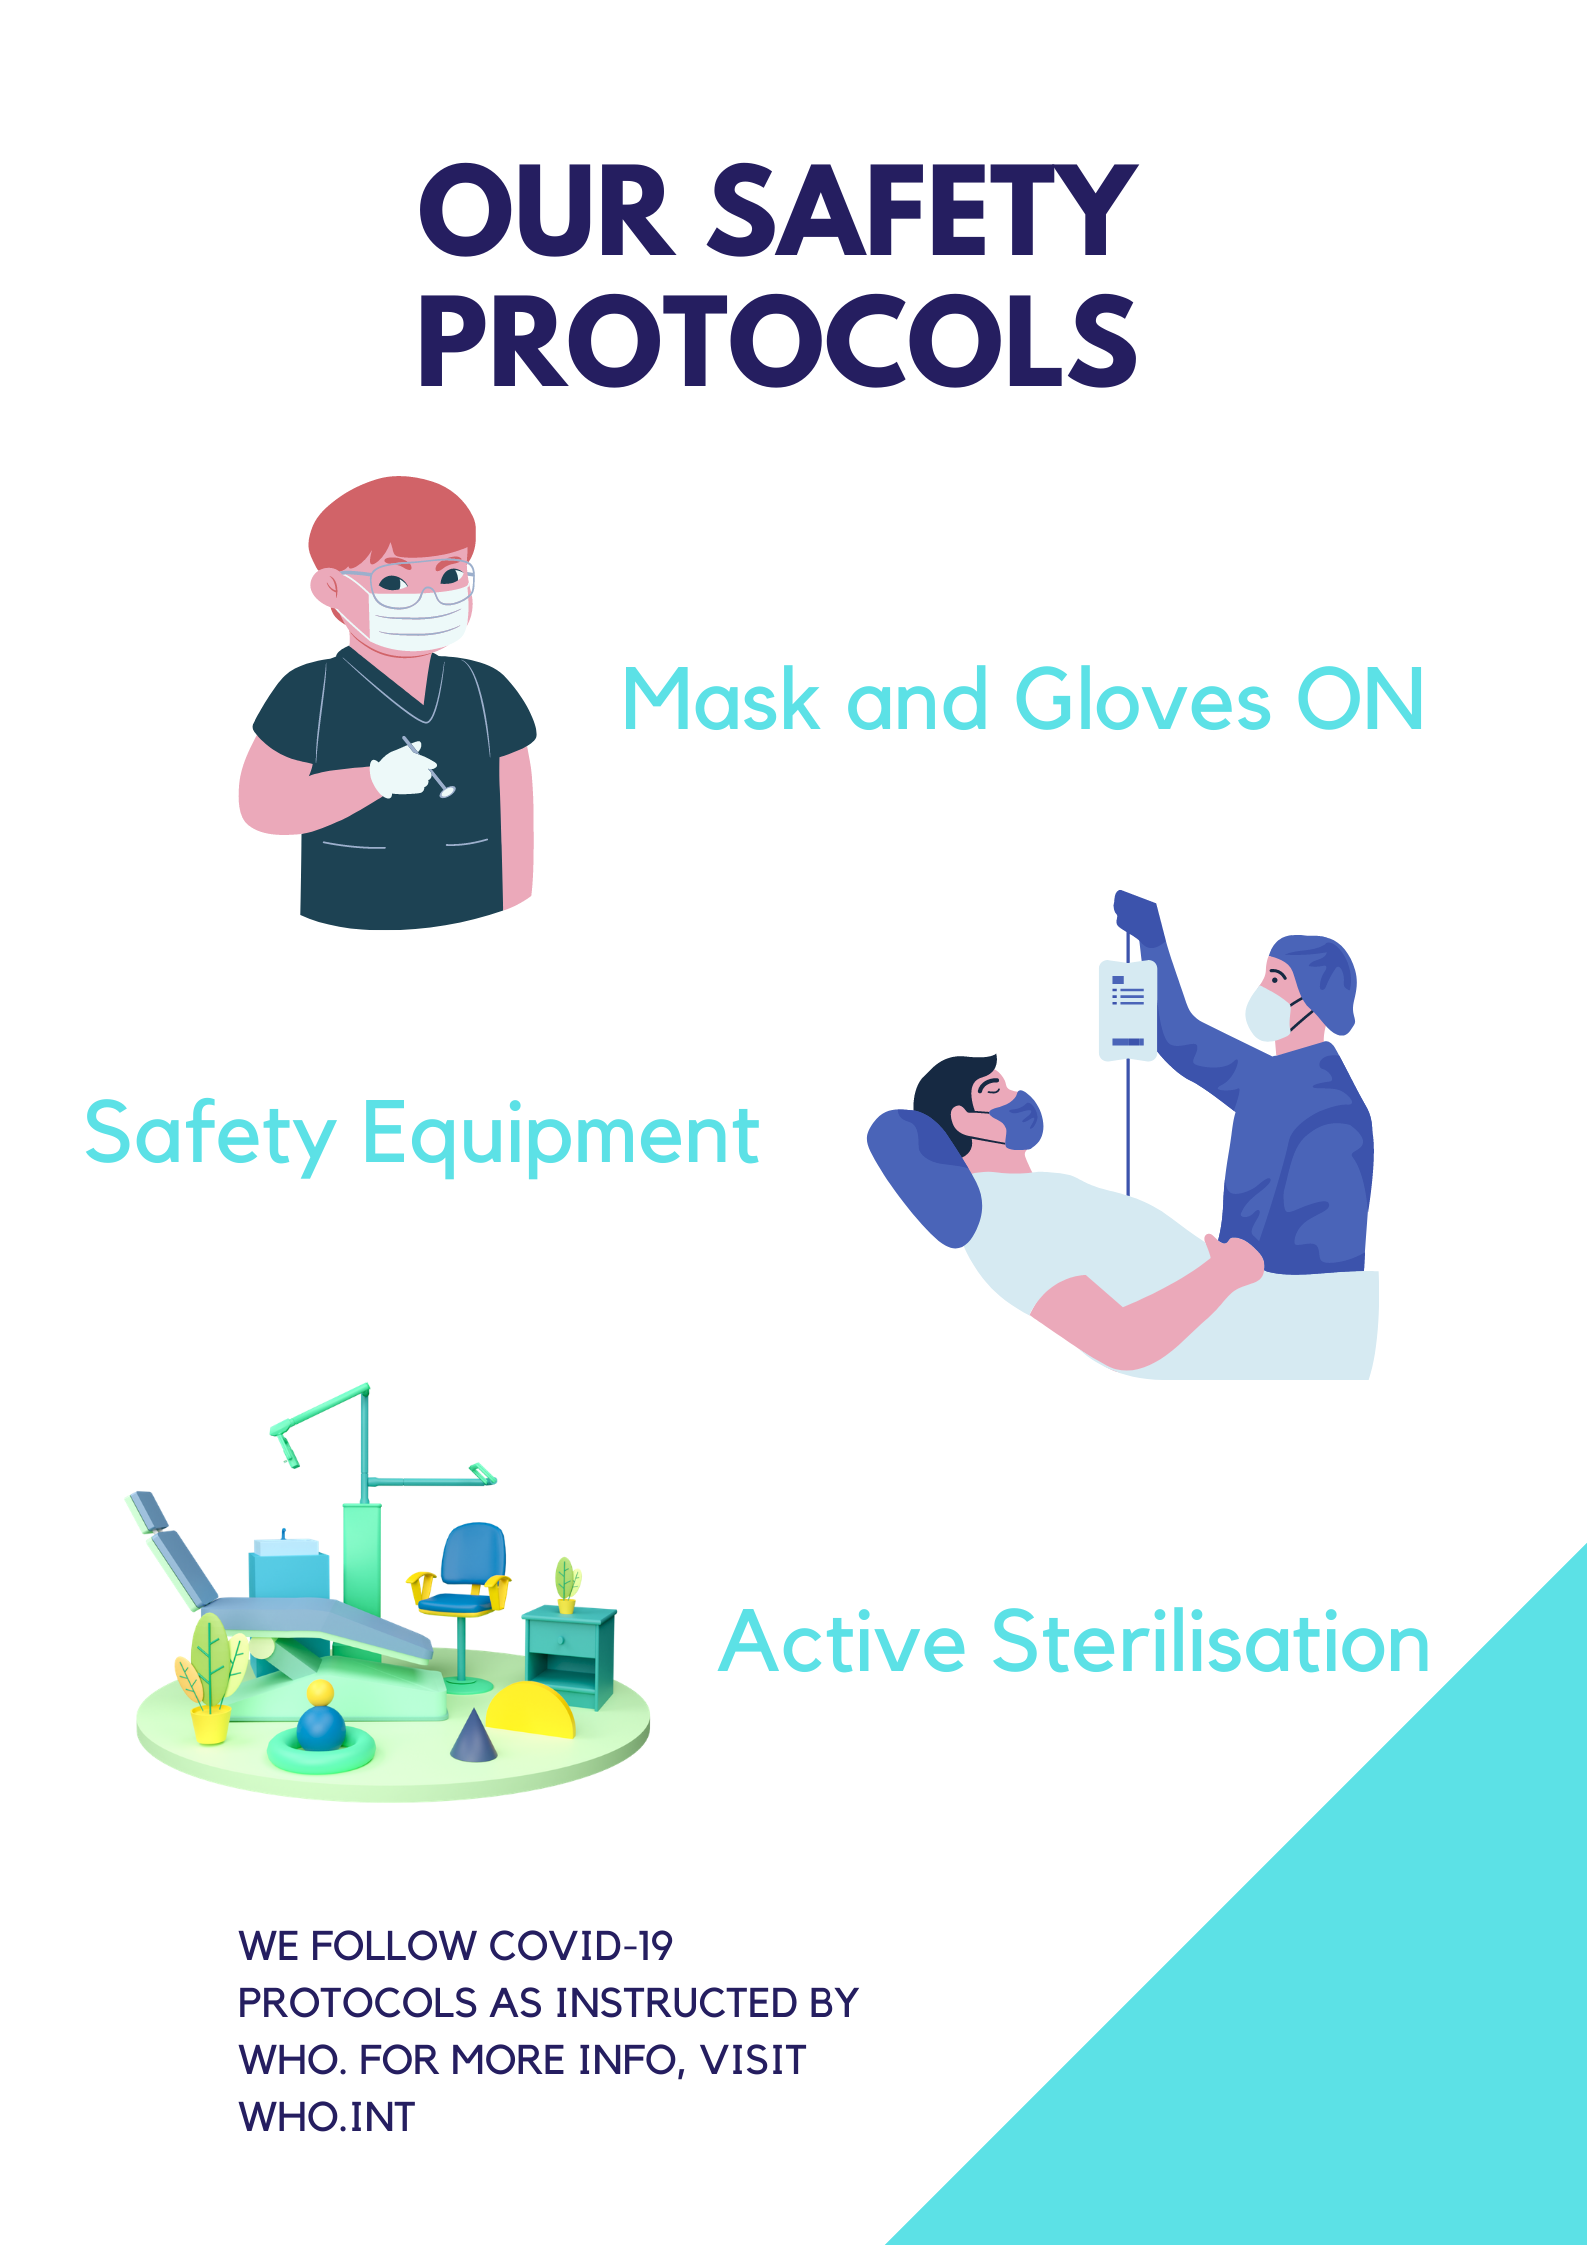 OUR SAFETY
PROTOCOLS
Mask and Gloves ON
Safety Equipment
Active Sterilisation
WE FOLLOW COVID-19
PROTOCOLS AS INSTRUCTED BY
WHO. FOR MORE INFO, VISIT
WHO.INT